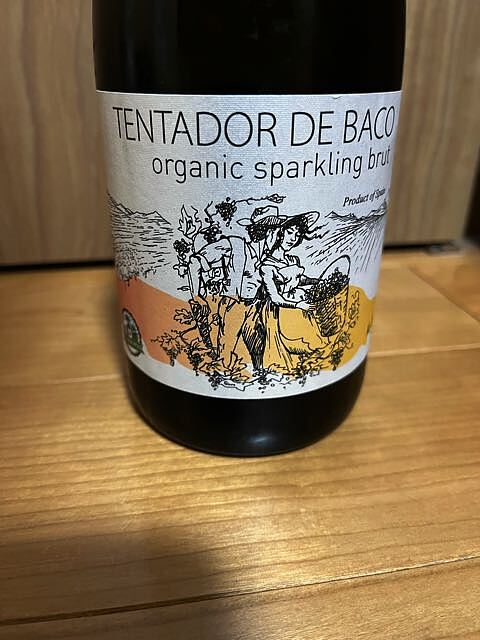 TENTADOR DE BACO
organic sparkling brut
Product of Spain